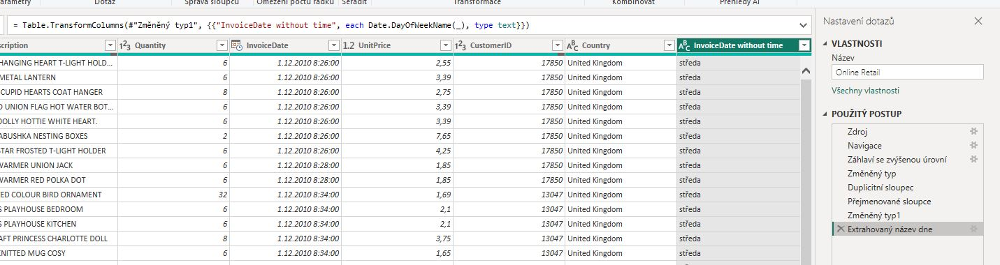 arametry Dotaz Správa sloupců Omezení počtu řádků Seřadit Transformace Kombinovat Přehledy AI
= Table.TransformColumns(#"Změněný typ1", {{"InvoiceDate without time", each Date.DayOfWeekName(_), type text}})
Nastavení dotazů
VLASTNOSTI
Název
Online Retail
Všechny vlastnosti
POUŽITÝ POSTUP
Zdroj
Navigace
Záhlaví se zvýšenou úrovní
Změněný typ
Duplicitní sloupec
Přejmenované sloupce
Změněný typ1
Extrahovaný název dne
scription 123 Quantity InvoiceDate 1.2 UnitPrice 123 CustomerID ABC Country ABC InvoiceDate without time
HANGING HEART T-LIGHT HOLD... 6 1.12.2010 8:26:00 2,55 17850 United Kingdom středa
METAL LANTERN 6 1.12.2010 8:26:00 3,39 17850 United Kingdom středa
CUPID HEARTS COAT HANGER 8 1.12.2010 8:26:00 2,75 17850 United Kingdom středa
D UNION FLAG HOT WATER BOT... 6 1.12.2010 8:26:00 3,39 17850 United Kingdom středa
OOLLY HOTTIE WHITE HEART. 6 1.12.2010 8:26:00 3,39 17850 United Kingdom středa
ABUSHKA NESTING BOXES 2 1.12.2010 8:26:00 7,65 17850 United Kingdom středa
STAR FROSTED T-LIGHT HOLDER 6 1.12.2010 8:26:00 4,25 17850 United Kingdom středa
WARMER UNION JACK 6 1.12.2010 8:28:00 1,85 17850 United Kingdom středa
WARMER RED POLKA DOT 6 1.12.2010 8:28:00 1,85 17850 United Kingdom středa
ED COLOUR BIRD ORNAMENT 32 1.12.2010 8:34:00 1,69 13047 United Kingdom středa
S PLAYHOUSE BEDROOM 6 1.12.2010 8:34:00 2,1 13047 United Kingdom středa
S PLAYHOUSE KITCHEN 6 1.12.2010 8:34:00 2,1 13047 United Kingdom středa
AFT PRINCESS CHARLOTTE DOLL 8 1.12.2010 8:34:00 3,75 13047 United Kingdom středa
NITTED MUG COSY 6 1.12.2010 8:34:00 1,65 13047 United Kingdom středa